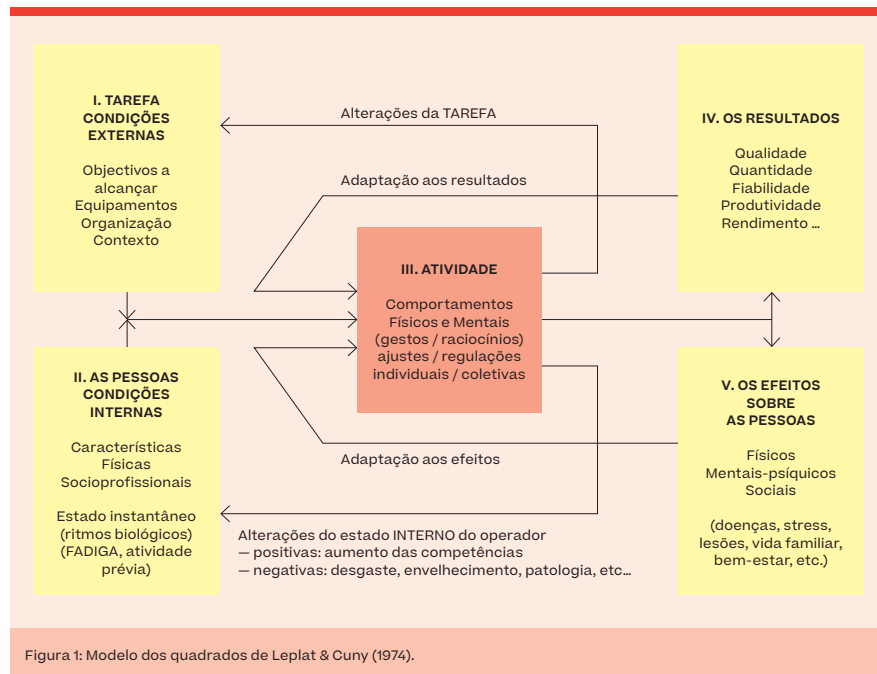 I. TAREFA
CONDIÇÕES
EXTERNAS
Objectivos a
alcançar
Equipamentos
Organização
Contexto
Alterações da TAREFA
Adaptação aos resultados
IV. OS RESULTADOS
Qualidade
Quantidade
Fiabilidade
Produtividade
Rendimento ...
III. ATIVIDADE
Comportamentos
Físicos e Mentais
(gestos / raciocínios)
ajustes / regulações
individuais / coletivas
II. AS PESSOAS
CONDIÇÕES
INTERNAS
Características
Físicas
Socioprofissionais
Estado instantâneo
(ritmos biológicos)
(FADIGA, atividade
prévia)
Adaptação aos efeitos
Alterações do estado INTERNO do operador
— positivas: aumento das competências
— negativas: desgaste, envelhecimento, patologia, etc...
V. OS EFEITOS
SOBRE
AS PESSOAS
Físicos
Mentais-psíquicos
Sociais
(doenças, stress,
lesões, vida familiar,
bem-estar, etc.)
Figura 1: Modelo dos quadrados de Leplat & Cuny (1974).